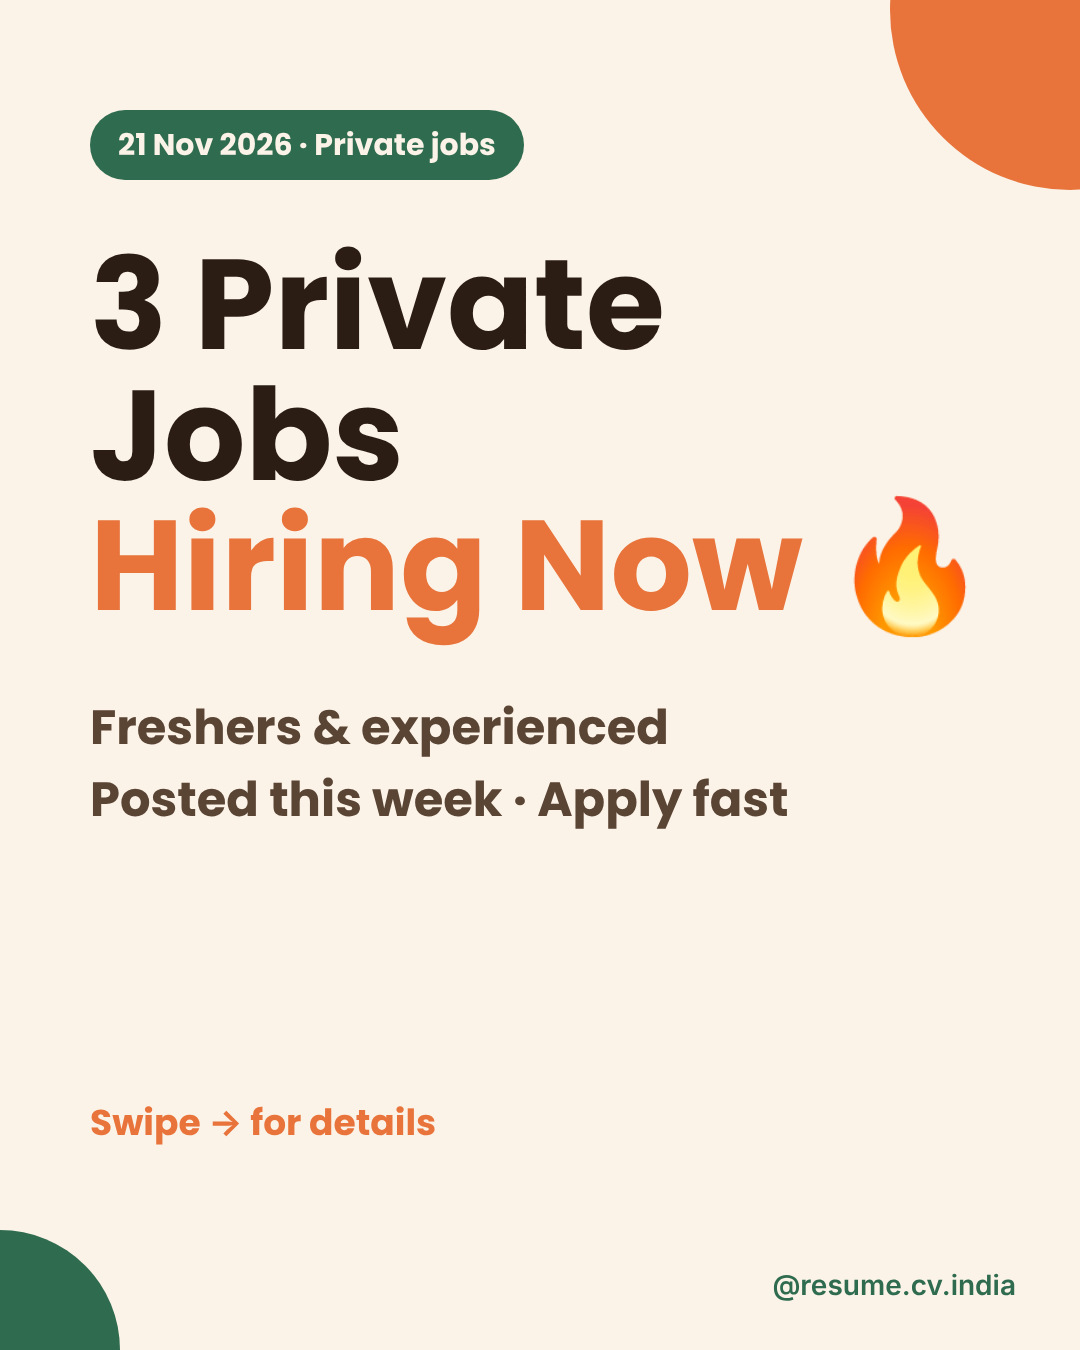 21 Nov 2026 · Private jobs
3 Private
Jobs
Hiring Now 🔥
Freshers & experienced
Posted this week · Apply fast
Swipe → for details
@resume.cv.india